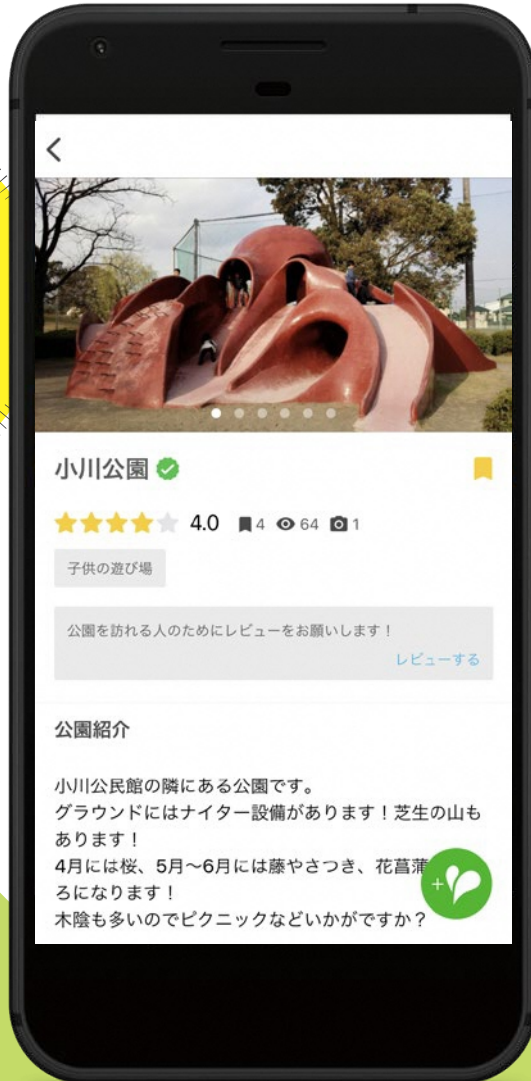 小川公園
4.0 4 64 1
子供の遊び場
公園を訪れる人のためにレビューをお願いします！
レビューする
公園紹介
小川公民館の隣にある公園です。
グラウンドにはナイター設備があります！芝生の山も
あります！
4月には桜、5月〜6月には藤やさつき、花菖蒲
ろになります！
木陰も多いのでピクニックなどいかがですか？
+